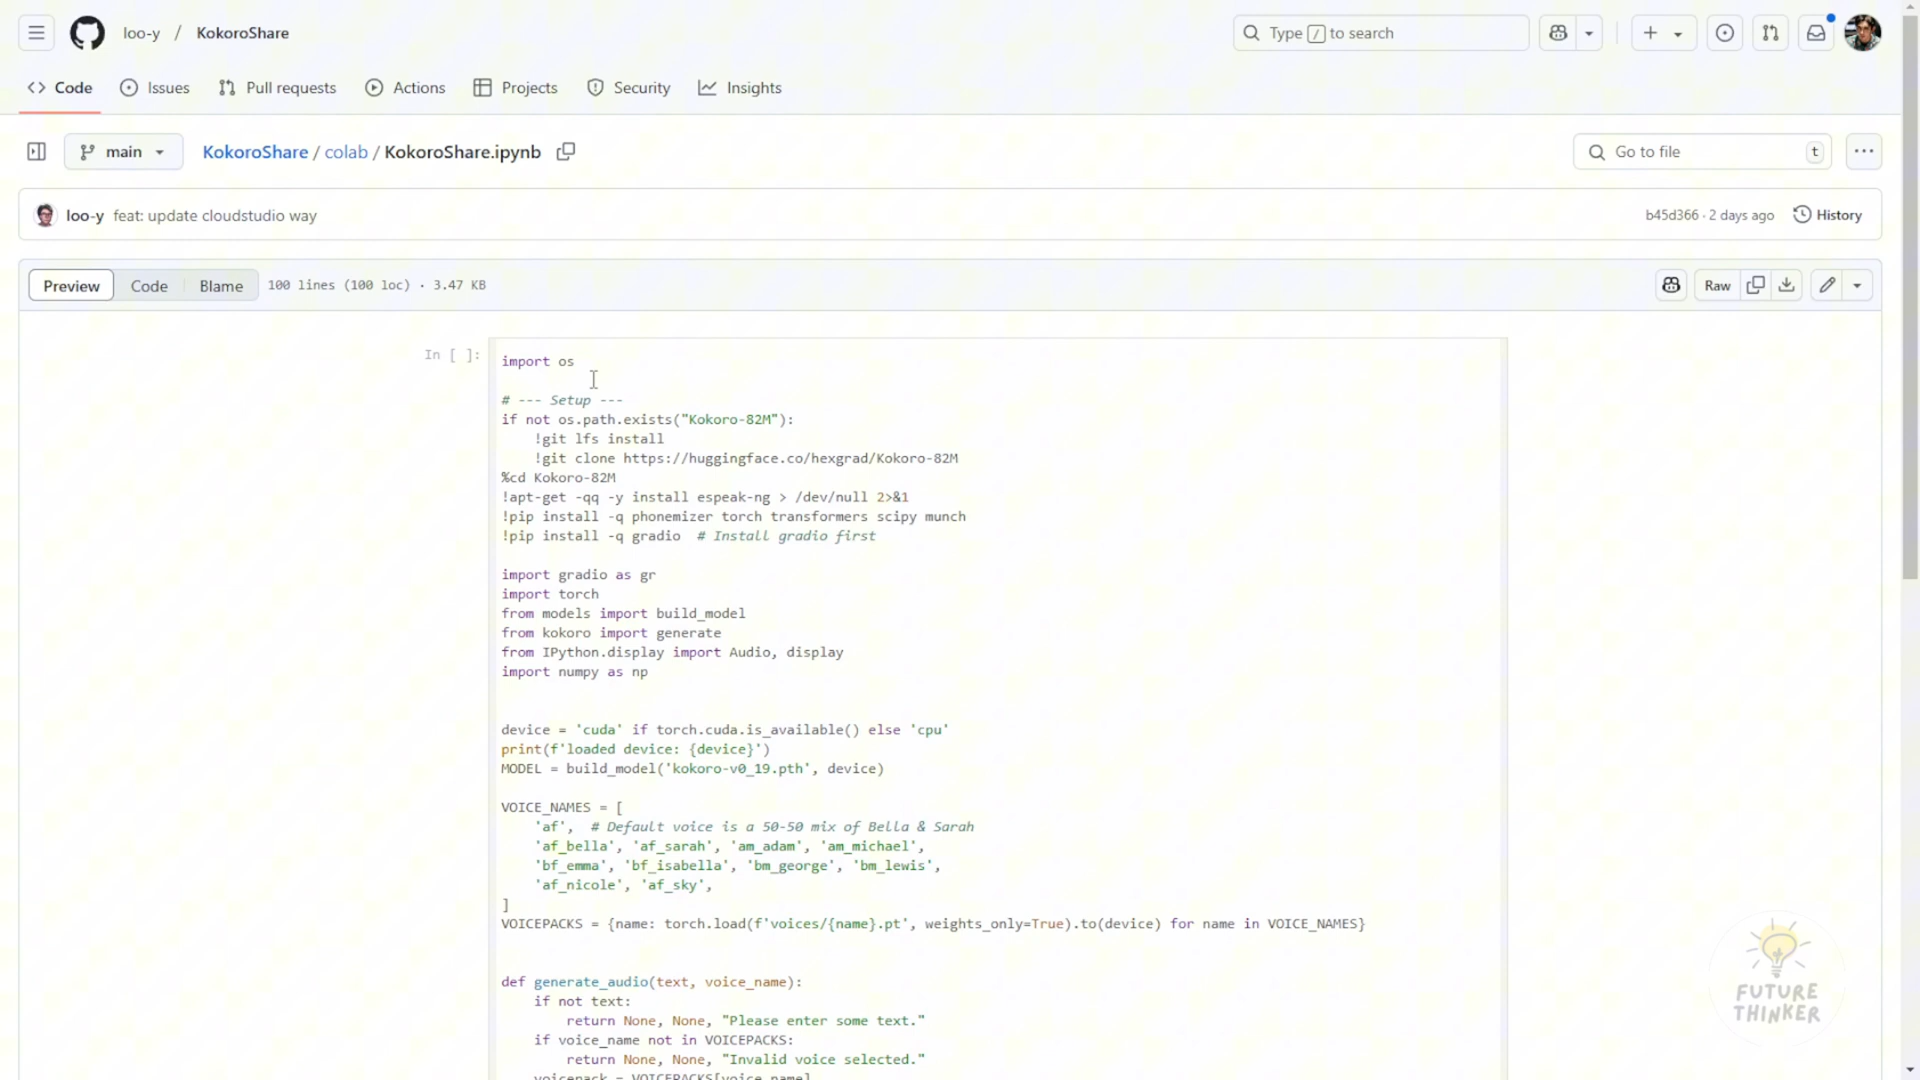 loo-y / KokoroShare
Type / to search
Code
Issues
Pull requests
Actions
Projects
Security
Insights
main
KokoroShare / colab / KokoroShare.ipynb
Go to file
t
loo-y feat: update cloudstudio way
b45d366 · 2 days ago
History
Preview
Code
Blame
100 lines (100 loc) · 3.47 KB
Raw
In [ ]:
import os
# --- Setup ---
if not os.path.exists("Kokoro-82M"):
!git lfs install
!git clone https://huggingface.co/hexgrad/Kokoro-82M
%cd Kokoro-82M
!apt-get -qq -y install espeak-ng > /dev/null 2>&1
!pip install -q phonemizer torch transformers scipy munch
!pip install -q gradio # Install gradio first
import gradio as gr
import torch
from models import build_model
from kokoro import generate
from IPython.display import Audio, display
import numpy as np
device = 'cuda' if torch.cuda.is_available() else 'cpu'
print(f'loaded device: {device}')
MODEL = build_model('kokoro-v0_19.pth', device)
VOICE_NAMES = [
'af', # Default voice is a 50-50 mix of Bella & Sarah
'af_bella', 'af_sarah', 'am_adam', 'am_michael',
'bf_emma', 'bf_isabella', 'bm_george', 'bm_lewis',
'af_nicole', 'af_sky',
]
VOICEPACKS = {name: torch.load(f'voices/{name}.pt', weights_only=True).to(device) for name in VOICE_NAMES}
def generate_audio(text, voice_name):
if not text:
return None, None, "Please enter some text."
if voice_name not in VOICEPACKS:
return None, None, "Invalid voice selected."
voicepack = VOICEPACKS[voice_name]
FUTURE
THINKER